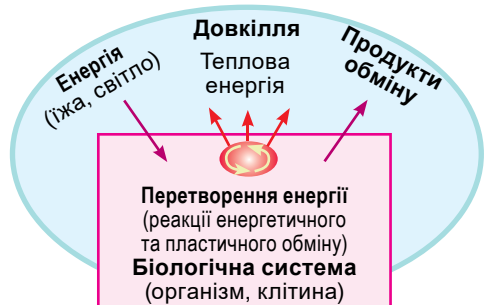 Довкілля
Енергія
(їжа, світло)
Теплова
енергія
Продукти
обміну
Перетворення енергії
(реакції енергетичного
та пластичного обміну)
Біологічна система
(організм, клітина)